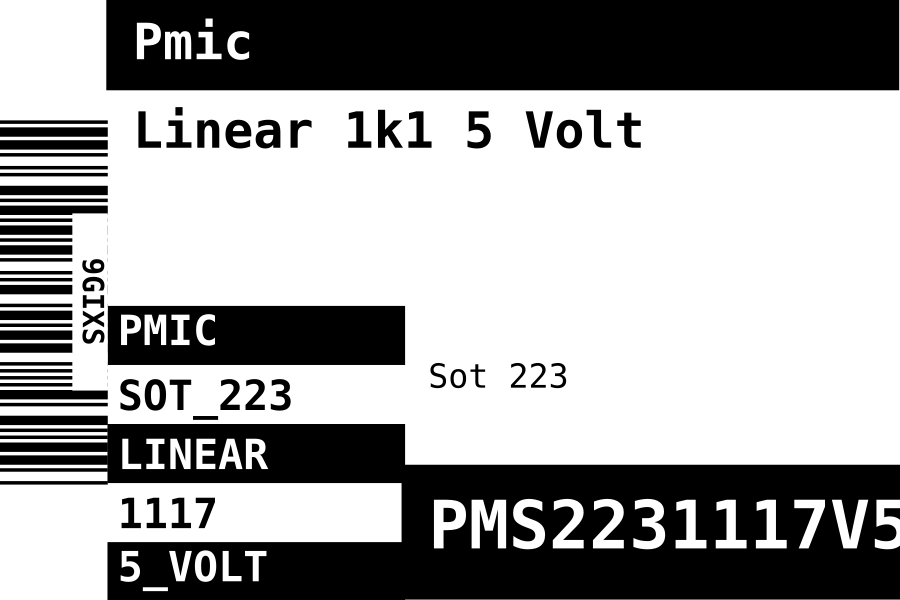 Pmic
Linear 1k1 5 Volt
9GIXS
PMIC
SOT_223
LINEAR
1117
5_VOLT
Sot 223
PMS2231117V5